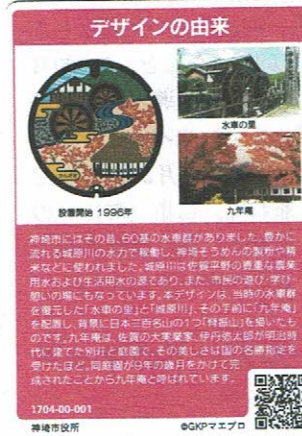 デザインの由来
水車の里
かんざき
設置開始 1996年
九年庵
神埼市にはその昔、60基の水車群がありました。豊かに
流れる城原川の水力で稼働し、神埼そうめんの製粉や精
米などに使われました。城原川は佐賀平野の貴重な農業
用水および生活用水の源であり、また、市民の遊び・学び・
憩いの場にもなっています。本デザインは、当時の水車群
を復元した「水車の里」と「城原川」、その手前に「九年庵」
を配置し、背景に日本三百名山の1つ「脊振山」を描いたも
のです。九年庵は、佐賀の大実業家、伊丹弥太郎が明治時
代に建てた別荘と庭園で、その美しさは国の名勝指定を
受けたほど。同庭園が9年の歳月をかけて完
成されたことから九年庵と呼ばれています。
1704-00-001
神埼市役所
©GKPマエプロ